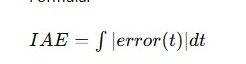 IAE = ∫ |error(t)|dt